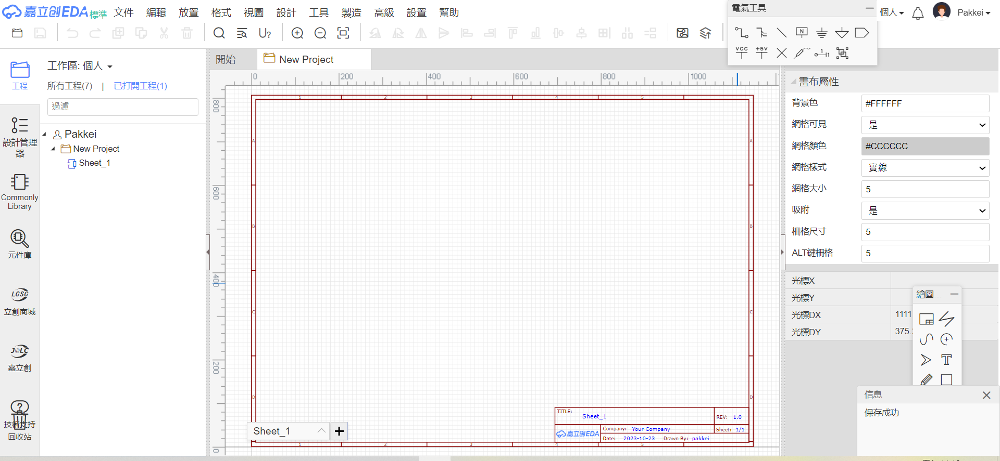 嘉立创EDA標準 文件 編輯 放置 格式 視圖 設計 工具 製造 高級 設置 幫助
電氣工具
個人
Pakkei
VCC
+5V
N
工程
工作區: 個人
所有工程(7) | 已打開工程(1)
過濾
Pakkei
New Project
Sheet_1
設計管理器
Commonly Library
元件庫
LCSC
立創商城
J@LC
嘉立創
技術支持
回收站
開始
New Project
0 200 400 600 800 1000
800
600
400
200
0
1 2 3 4 5
A A
B B
C C
D D
TITLE:
Sheet_1
REV: 1.0
嘉立创EDA
Company: Your Company
Sheet: 1/1
Date: 2023-10-23 Drawn By: pakkei
1 2 3 4 5
Sheet_1
畫布屬性
背景色 #FFFFFF
網格可見 是
網格顏色 #CCCCCC
網格樣式 實線
網格大小 5
吸附 是
柵格尺寸 5
ALT鍵柵格 5
光標X
光標Y
光標DX 1111
光標DY 375.
繪圖...
T
信息
保存成功